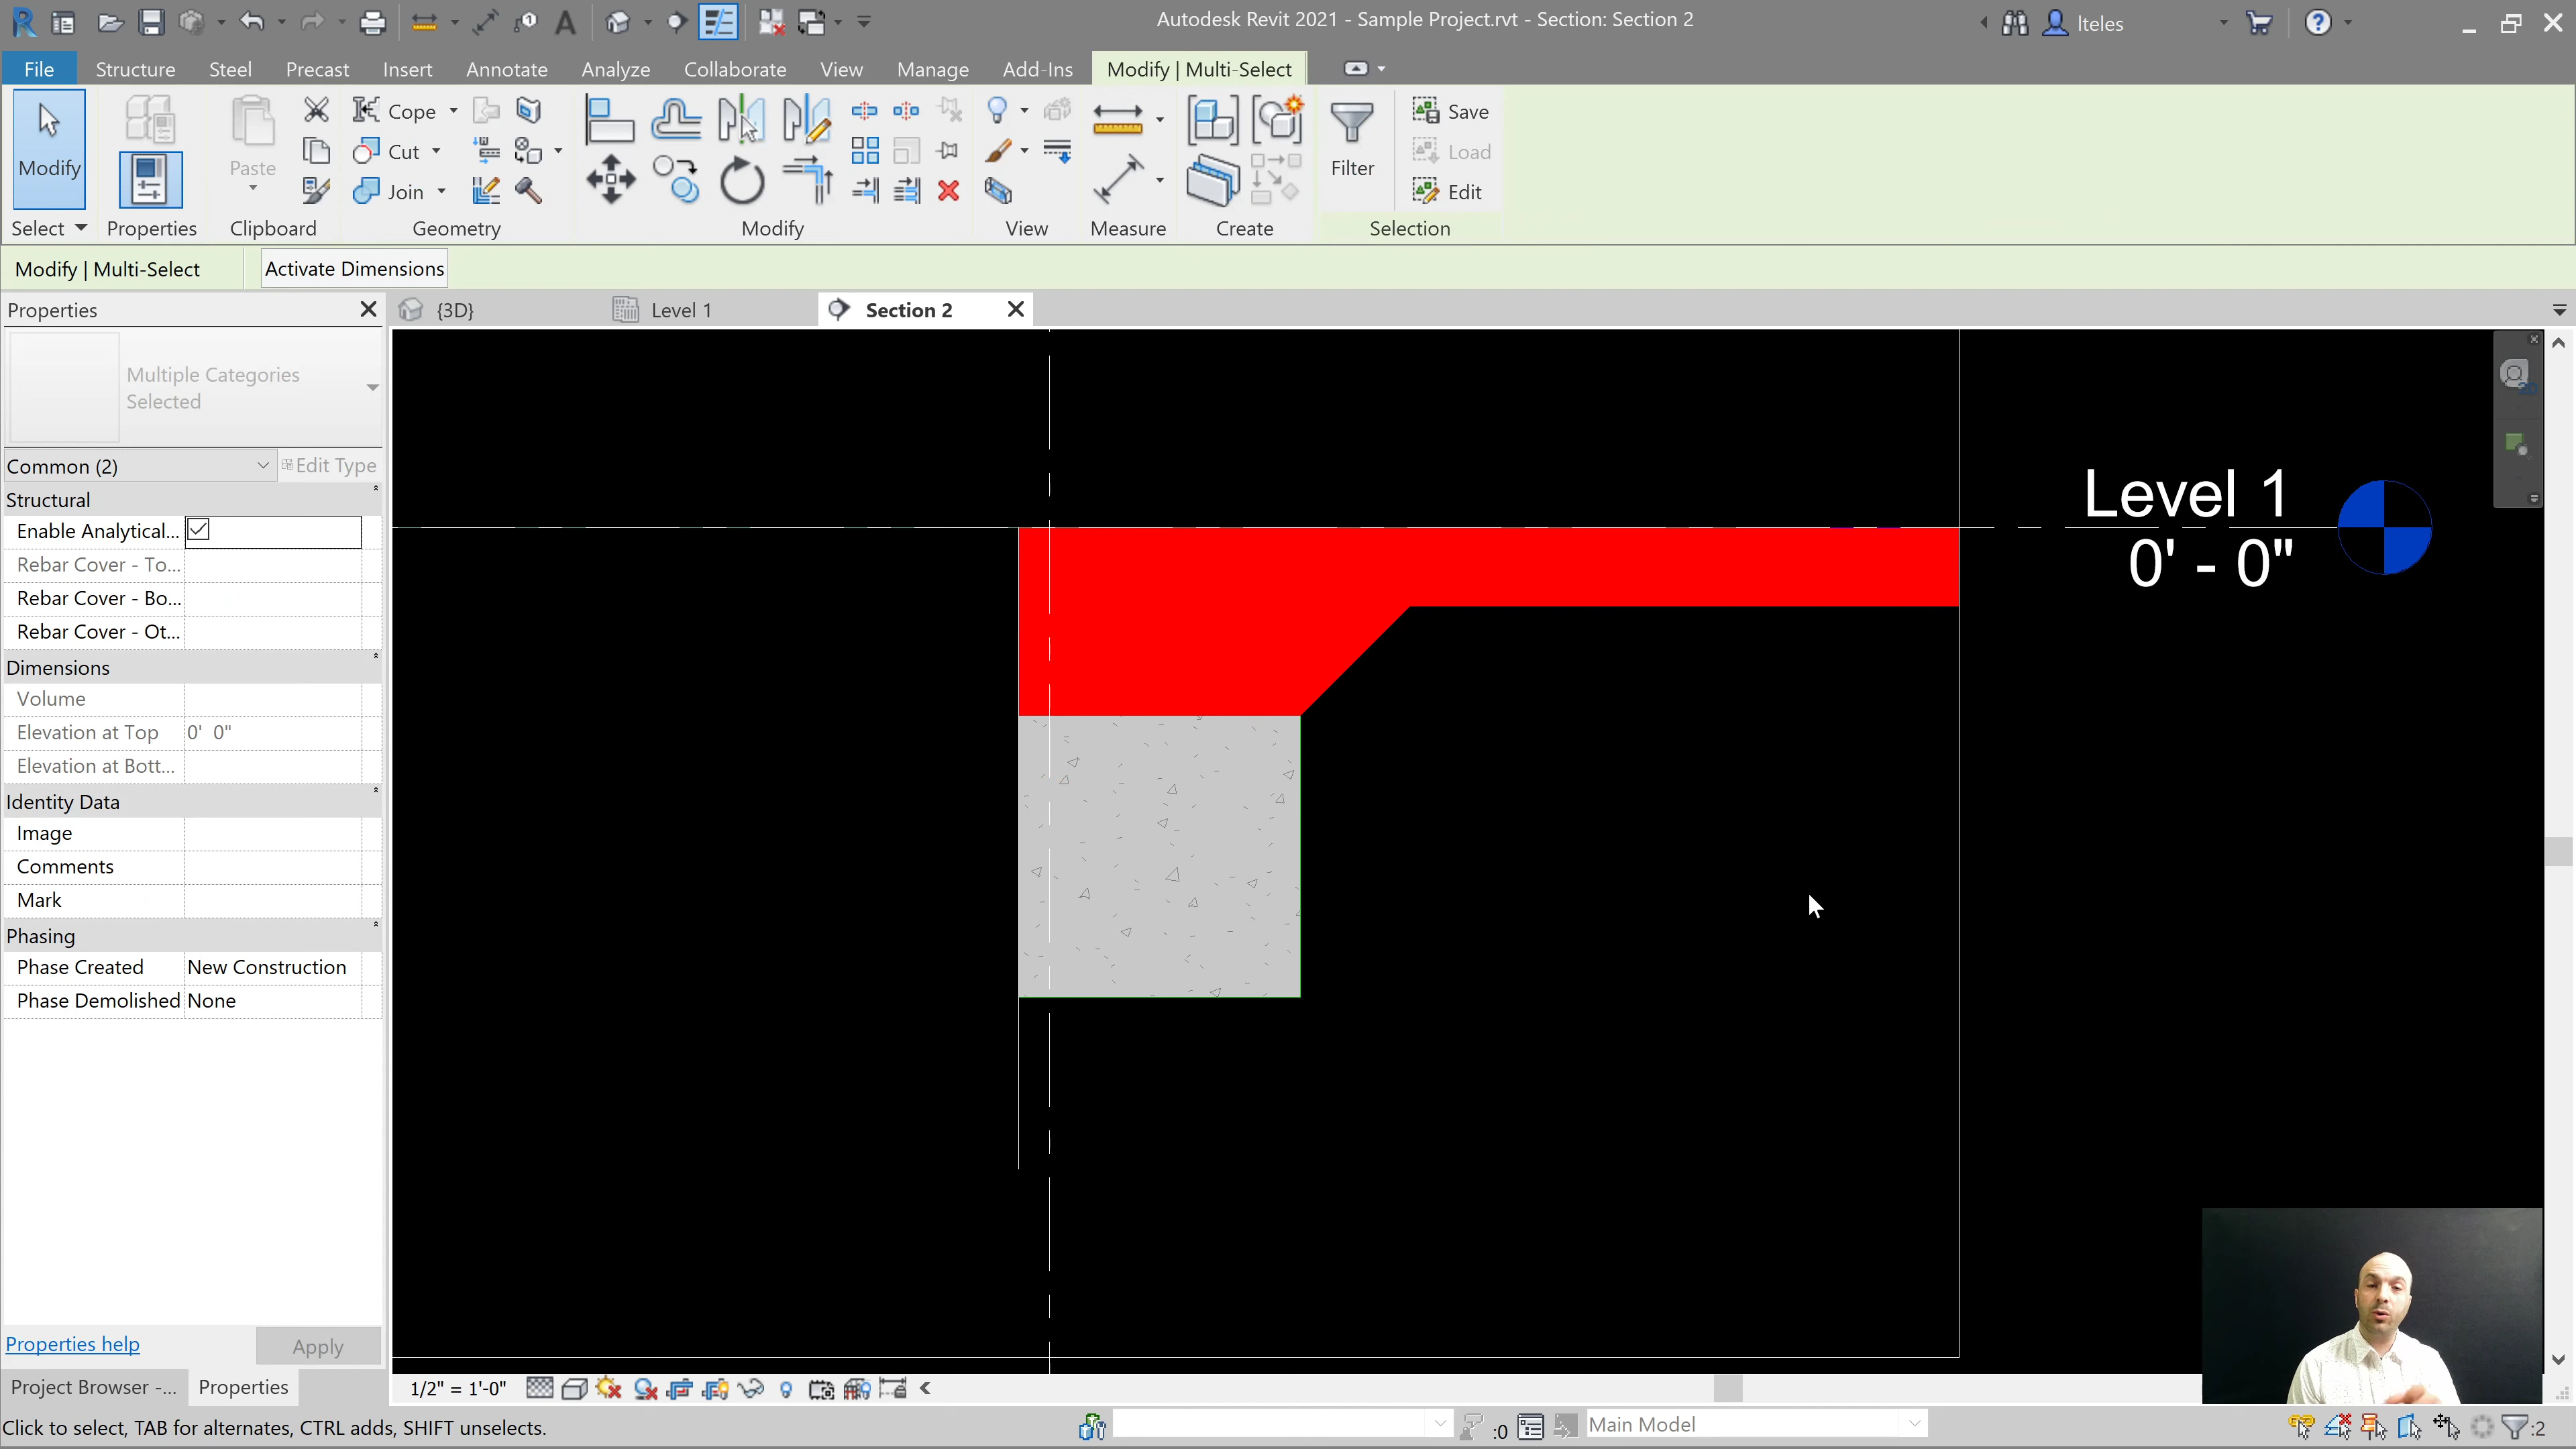 Autodesk Revit 2021 - Sample Project.rvt - Section: Section 2
lteles
File Structure Steel Precast Insert Annotate Analyze Collaborate View Manage Add-Ins Modify | Multi-Select
Modify
Paste
Cope
Cut
Join
Filter
Save
Load
Edit
Select Properties Clipboard Geometry Modify View Measure Create Selection
Modify | Multi-Select Activate Dimensions
Properties
{3D} Level 1 Section 2
Multiple Categories
Selected
Common (2) Edit Type
Structural
Enable Analytical...
Rebar Cover - To...
Rebar Cover - Bo...
Rebar Cover - Ot...
Dimensions
Volume
Elevation at Top 0' 0"
Elevation at Bott...
Identity Data
Image
Comments
Mark
Phasing
Phase Created New Construction
Phase Demolished None
Level 1
0' - 0"
Properties help Apply
Project Browser -... Properties
1/2" = 1'-0"
Click to select, TAB for alternates, CTRL adds, SHIFT unselects.
:0 Main Model :2